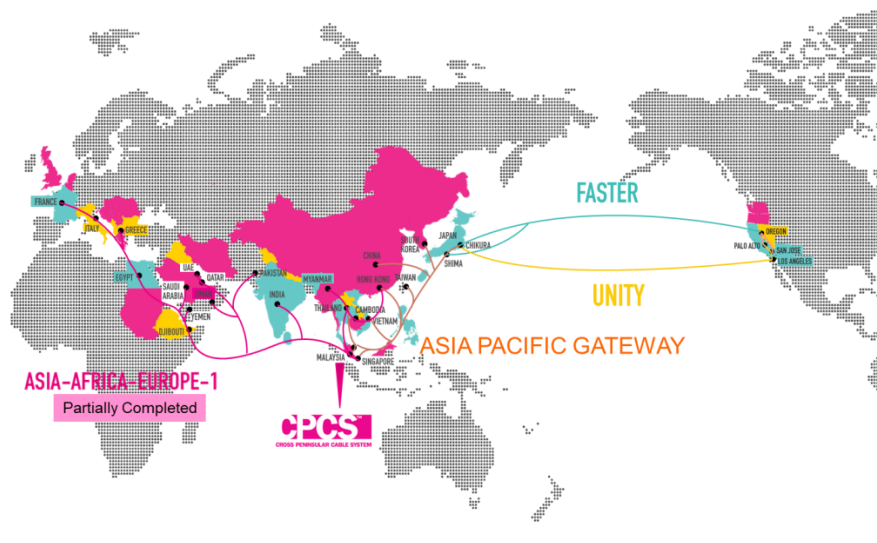 FASTER
FRANCE
ITALY
GREECE
OREGON
JAPAN
CHIKURA
SOUTH
KOREA
PALO ALTO
SAN JOSE
LOS ANGELES
SHIMA
CHINA
UAE
QATAR
PAKISTAN
EGYPT
SAUDI
ARABIA
MYANMAR
HONG KONG
TAIWAN
INDIA
UNITY
YEMEN
THAILAND
CAMBODIA
VIETNAM
DJIBOUTI
ASIA PACIFIC GATEWAY
MALAYSIA
SINGAPORE
ASIA-AFRICA-EUROPE-1
Partially Completed
CPCS™
CROSS PENINSULAR CABLE SYSTEM